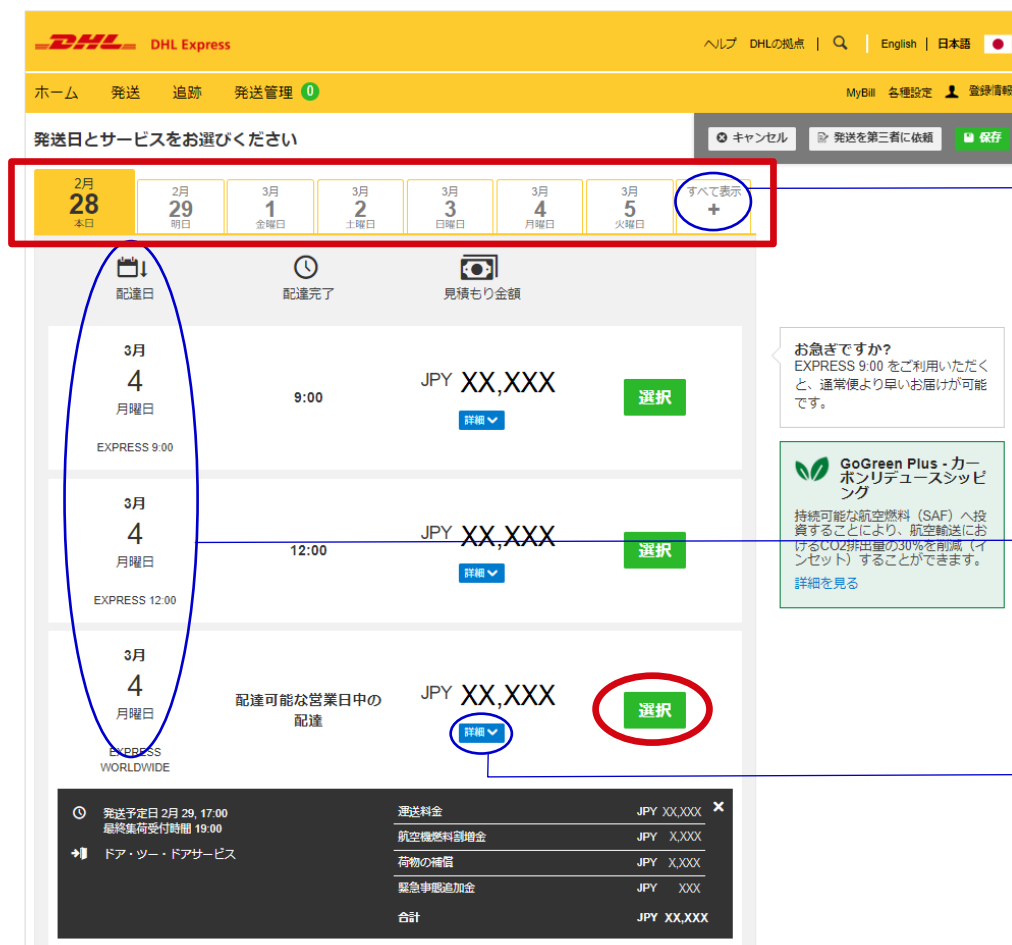 DHL DHL Express
ヘルプ DHLの拠点 | English | 日本語
ホーム 発送 追跡 発送管理 0 MyBill 各種設定 登録情報
発送日とサービスをお選びください キャンセル 発送を第三者に依頼 保存
2月 28 本日
2月 29 明日
3月 1 金曜日
3月 2 土曜日
3月 3 日曜日
3月 4 月曜日
3月 5 火曜日
すべて表示 +
配達日 配達完了 見積もり金額
3月
4
月曜日
EXPRESS 9:00
9:00
JPY XX,XXX
詳細
選択
お急ぎですか?
EXPRESS 9:00 をご利用いただく
と、通常便より早いお届けが可能
です。
3月
4
月曜日
EXPRESS 12:00
12:00
JPY XX,XXX
詳細
選択
GoGreen Plus - カー
ボンリデュースシッピ
ング
持続可能な航空燃料（SAF）へ投
資することにより、航空輸送にお
けるCO2排出量の30%を削減（イ
ンセット）することができます。
詳細を見る
3月
4
月曜日
EXPRESS
WORLDWIDE
配達可能な営業日中の
配達
JPY XX,XXX
詳細
選択
発送予定日 2月 29, 17:00
最終集荷受付時間 19:00
ドア・ツー・ドアサービス
運送料金 JPY XX,XXX
航空機燃料割増金 JPY X,XXX
荷物の補償 JPY X,XXX
緊急事態追加金 JPY XXX
合計 JPY XX,XXX